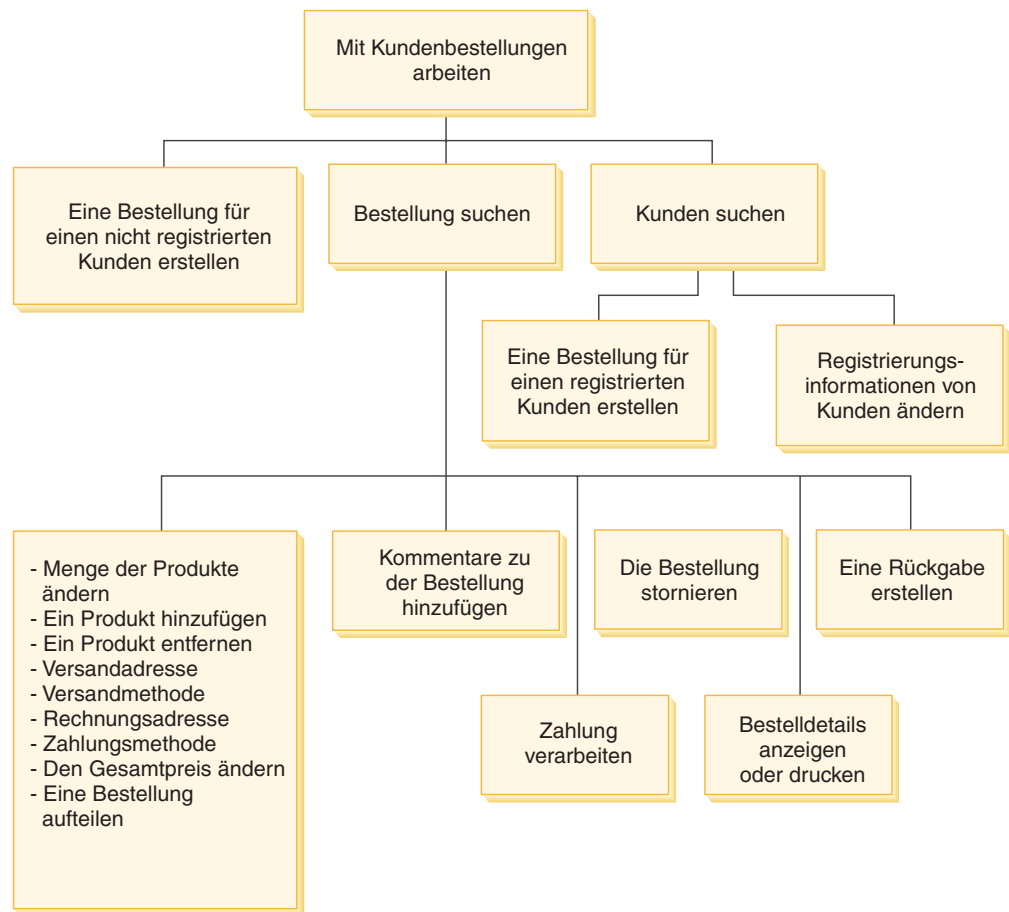 Mit Kundenbestellungen
arbeiten
Eine Bestellung für
einen nicht registrierten
Kunden erstellen
Bestellung suchen
Kunden suchen
Eine Bestellung für
einen registrierten
Kunden erstellen
Registrierungs-
informationen von
Kunden ändern
- Menge der Produkte
ändern
- Ein Produkt hinzufügen
- Ein Produkt entfernen
- Versandadresse
- Versandmethode
- Rechnungsadresse
- Zahlungsmethode
- Den Gesamtpreis ändern
- Eine Bestellung
aufteilen
Kommentare zu
der Bestellung
hinzufügen
Die Bestellung
stornieren
Eine Rückgabe
erstellen
Zahlung
verarbeiten
Bestelldetails
anzeigen
oder drucken